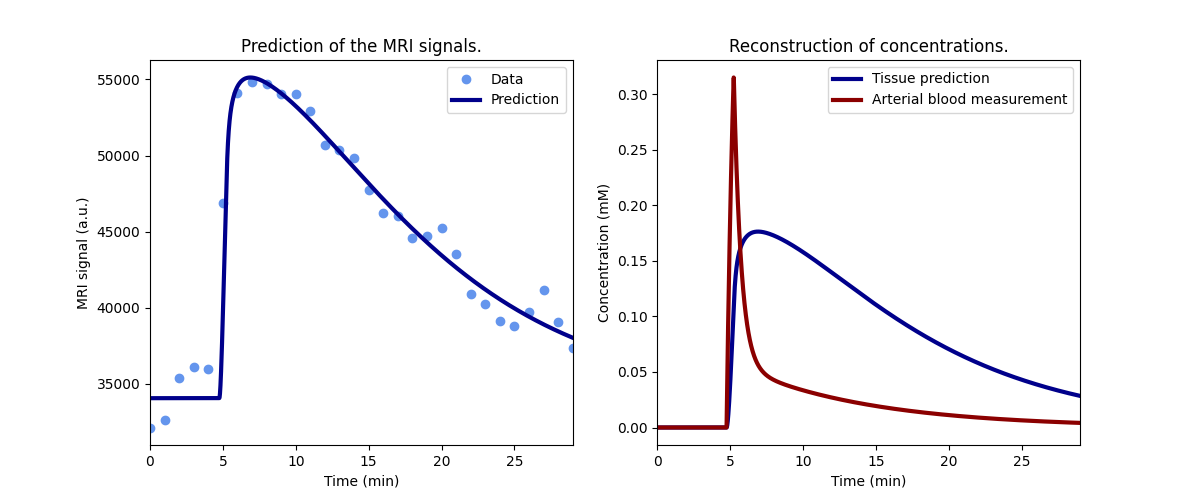 Prediction of the MRI signals.
MRI signal (a.u.)
55000
50000
45000
40000
35000
Data
Prediction
0
5
10
15
20
25
Time (min)
Reconstruction of concentrations.
Concentration (mM)
0.30
0.25
0.20
0.15
0.10
0.05
0.00
Tissue prediction
Arterial blood measurement
0
5
10
15
20
25
Time (min)